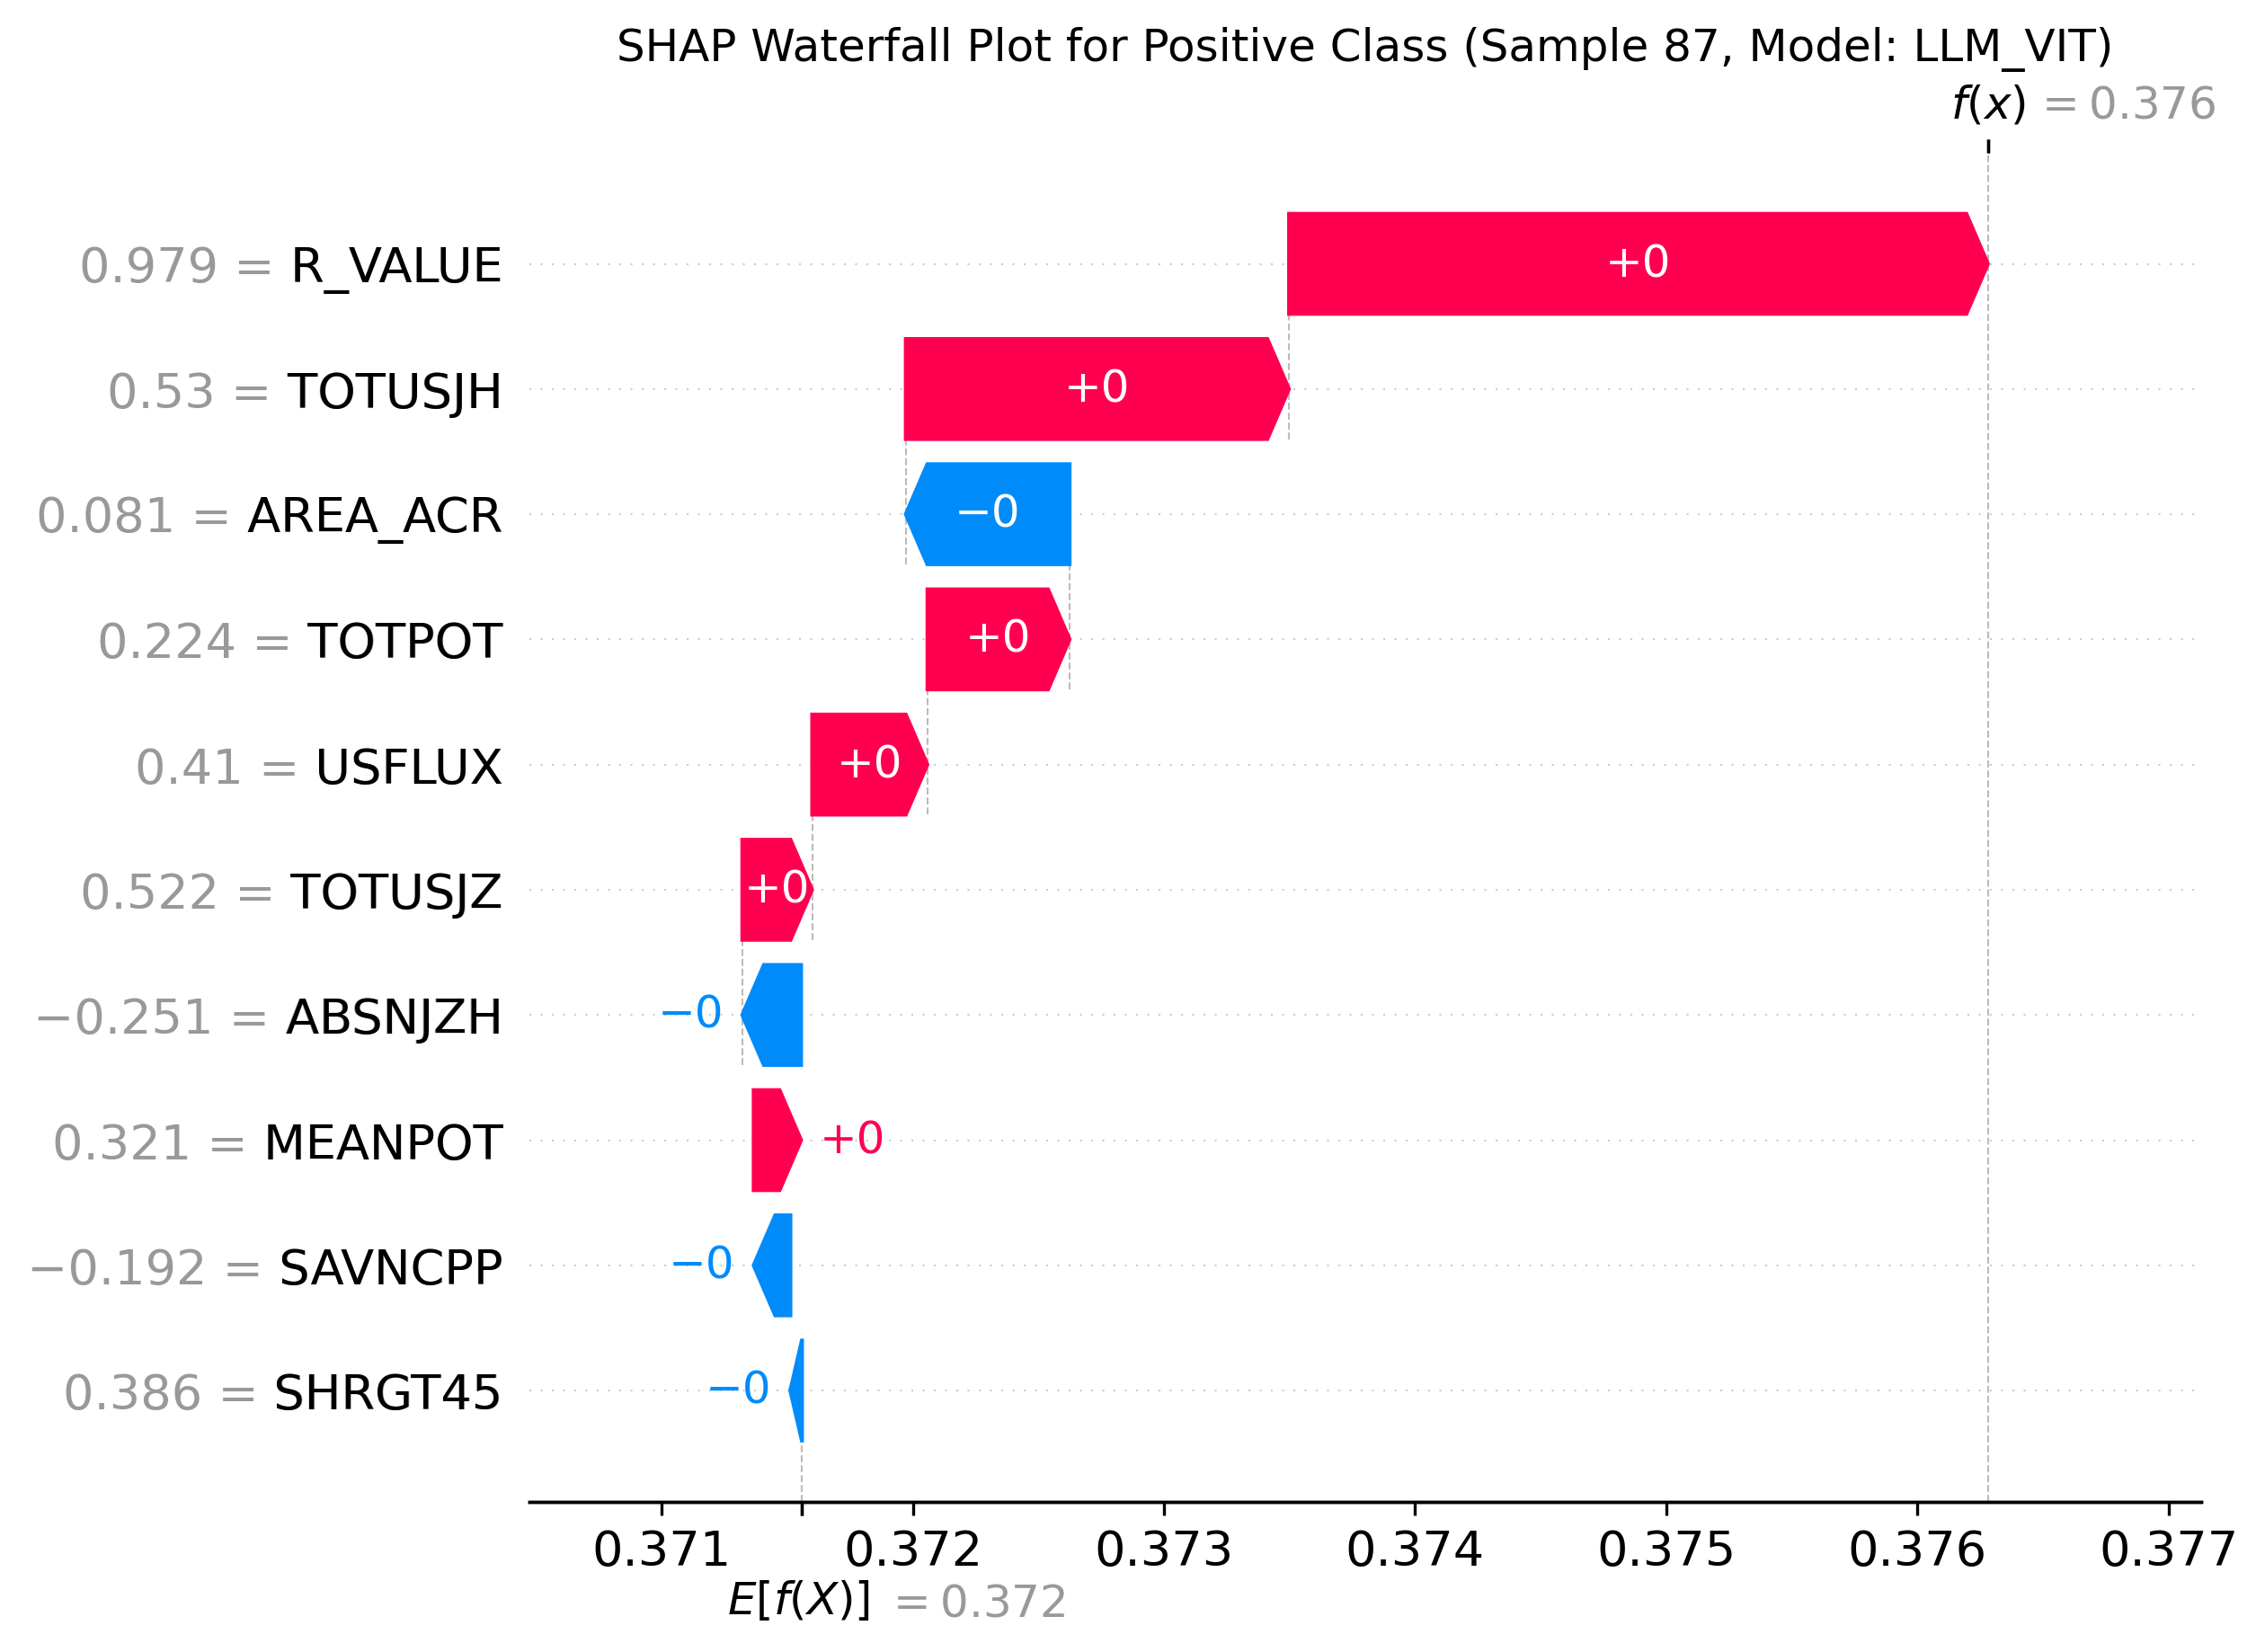 SHAP Waterfall Plot for Positive Class (Sample 87, Model: LLM_VIT)
f(x) = 0.376
0.979 = R_VALUE +0
0.53 = TOTUSJH +0
0.081 = AREA_ACR −0
0.224 = TOTPOT +0
0.41 = USFLUX +0
0.522 = TOTUSJZ +0
−0.251 = ABSNJZH −0
0.321 = MEANPOT +0
−0.192 = SAVNCPP −0
0.386 = SHRGT45 −0
0.371 0.372 0.373 0.374 0.375 0.376 0.377
E[f(X)] = 0.372